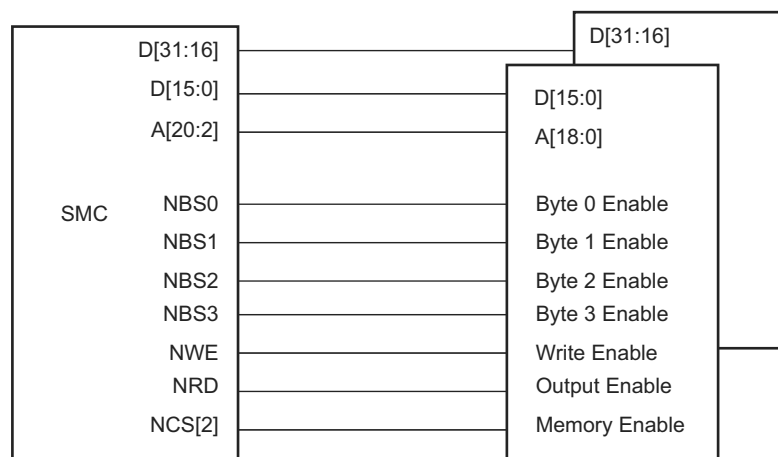 D[31:16]
D[31:16]
D[15:0]
D[15:0]
A[20:2]
A[18:0]
SMC
NBS0
Byte 0 Enable
NBS1
Byte 1 Enable
NBS2
Byte 2 Enable
NBS3
Byte 3 Enable
NWE
Write Enable
NRD
Output Enable
NCS[2]
Memory Enable